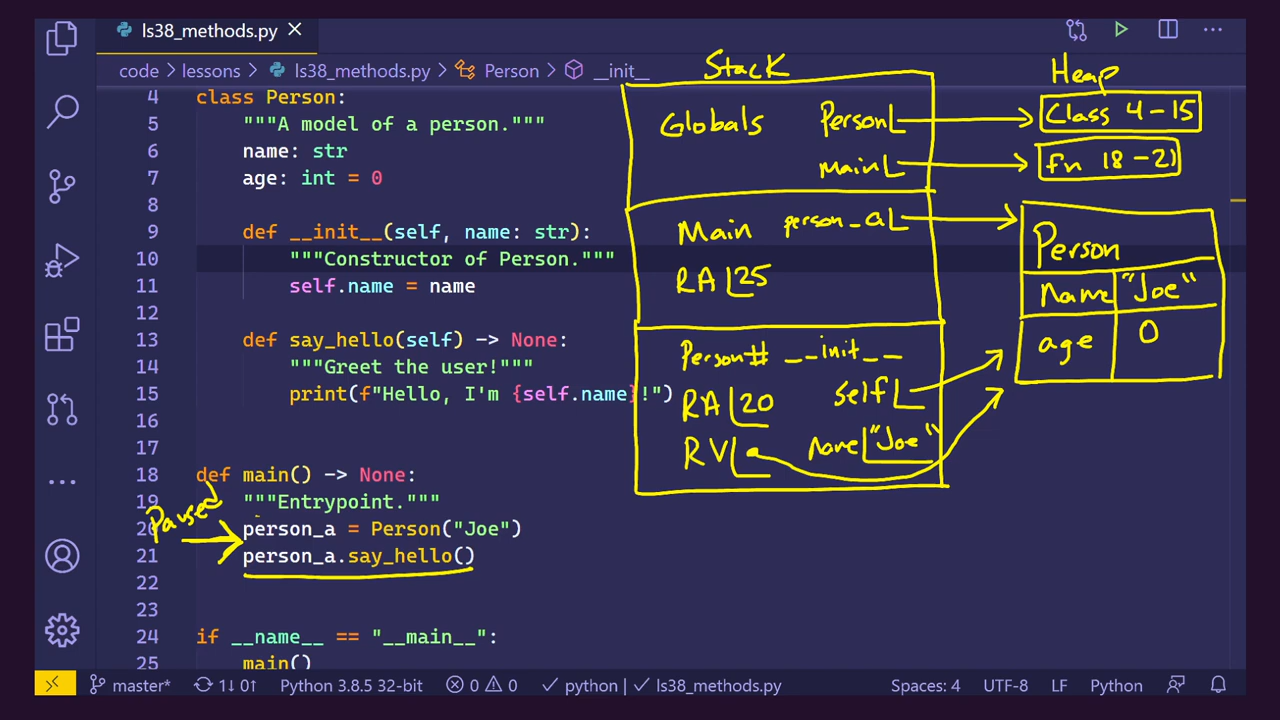 ls38_methods.py ×
code > lessons > ls38_methods.py > Person > __init__
4 class Person:
5 """A model of a person."""
6 name: str
7 age: int = 0
8
9 def __init__(self, name: str):
10 """Constructor of Person."""
11 self.name = name
12
13 def say_hello(self) -> None:
14 """Greet the user!"""
15 print(f"Hello, I'm {self.name}!")
16
17
18 def main() -> None:
19 """Entrypoint."""
20 person_a = Person("Joe")
21 person_a.say_hello()
22
23
24 if __name__ == "__main__":
25 main()
Paused
Stack
Globals Person
main
Main person_a
RA 25
Person# __init__
RA 20 self
RV name "Joe"
Heap
Class 4-15
fn 18-21
Person
Name "Joe"
age 0
master* 1↓ 0↑ Python 3.8.5 32-bit 0 0 ✓ python | ✓ ls38_methods.py Spaces: 4 UTF-8 LF Python